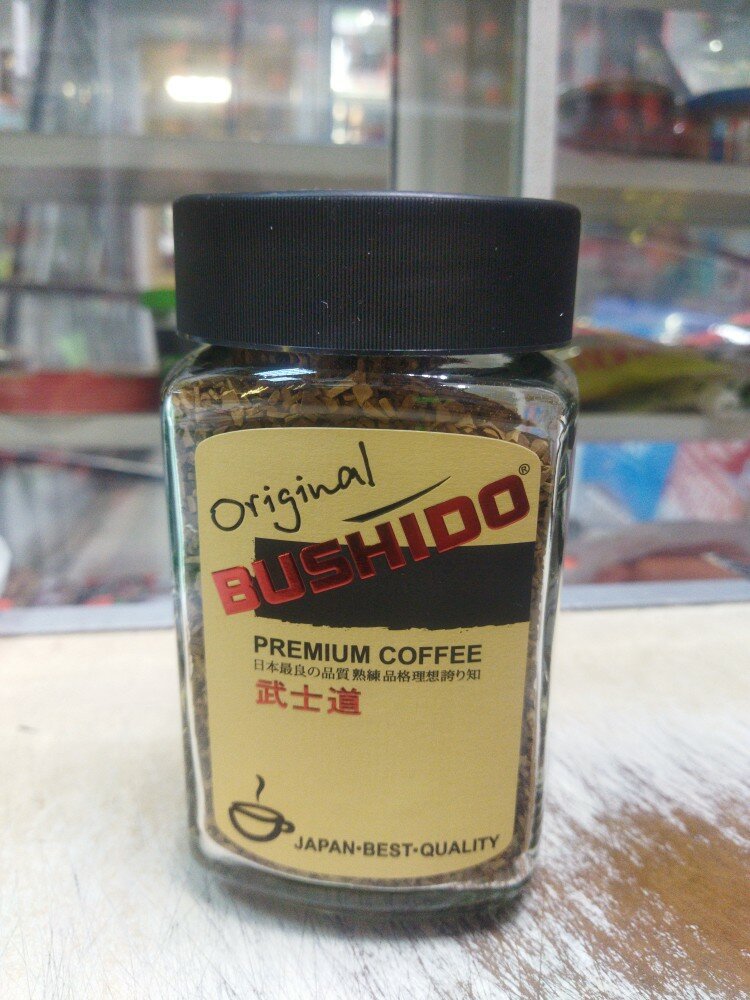 Original
BUSHIDO®
PREMIUM COFFEE
日本最良の品質 熟練 品格 理想 誇り 知
武士道
JAPAN•BEST•QUALITY